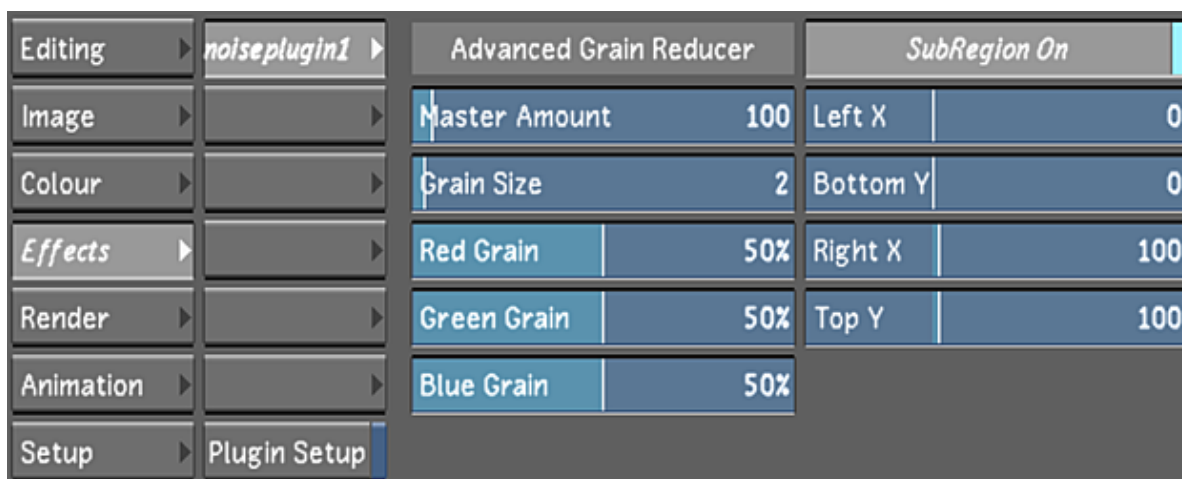 Editing noiseplugin1 Advanced Grain Reducer SubRegion On
Image Master Amount 100 Left X 0
Colour Grain Size 2 Bottom Y 0
Effects Red Grain 50% Right X 100
Render Green Grain 50% Top Y 100
Animation Blue Grain 50%
Setup Plugin Setup